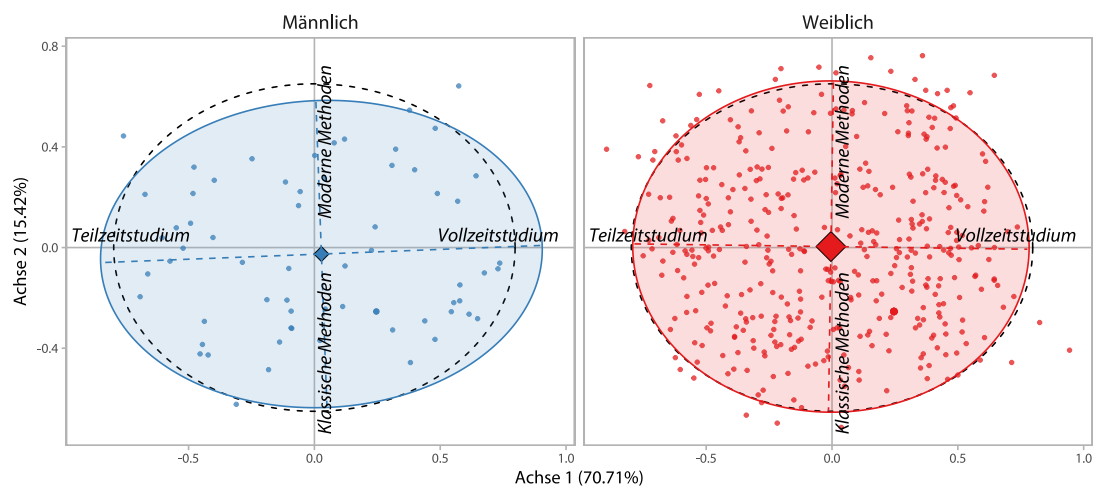 Männlich
Weiblich
Achse 2 (15.42%)
0.8
0.4
0.0
-0.4
Moderne Methoden
Teilzeitstudium
Vollzeitstudium
Klassische Methoden
Moderne Methoden
Teilzeitstudium
Vollzeitstudium
Klassische Methoden
-0.5
0.0
0.5
1.0
-0.5
0.0
0.5
1.0
Achse 1 (70.71%)